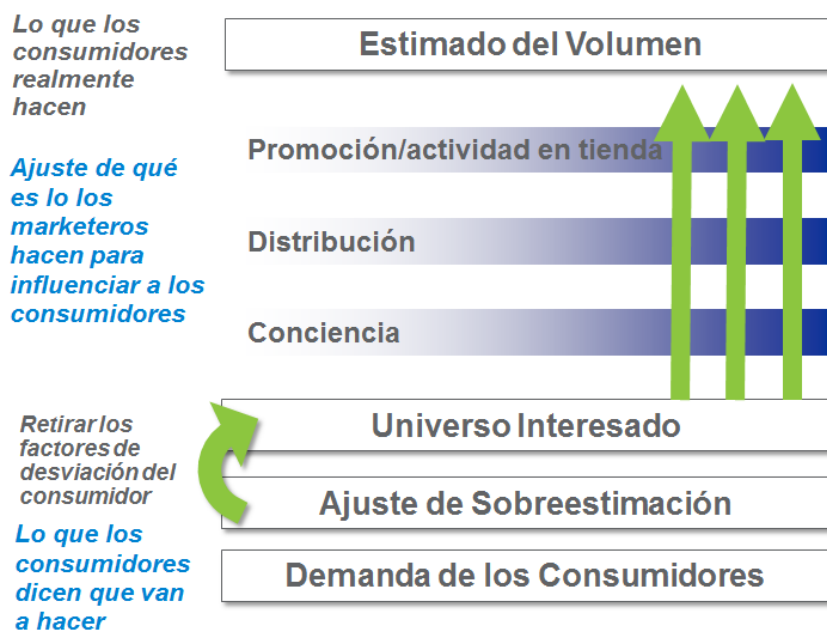 Lo que los
consumidores
realmente
hacen
Estimado del Volumen
Promoción/actividad en tienda
Ajuste de qué
es lo los
marketeros
hacen para
influenciar a los
consumidores
Distribución
Conciencia
Universo Interesado
Retirar los
factores de
desviación del
consumidor
Ajuste de Sobreestimación
Lo que los
consumidores
dicen que van
a hacer
Demanda de los Consumidores